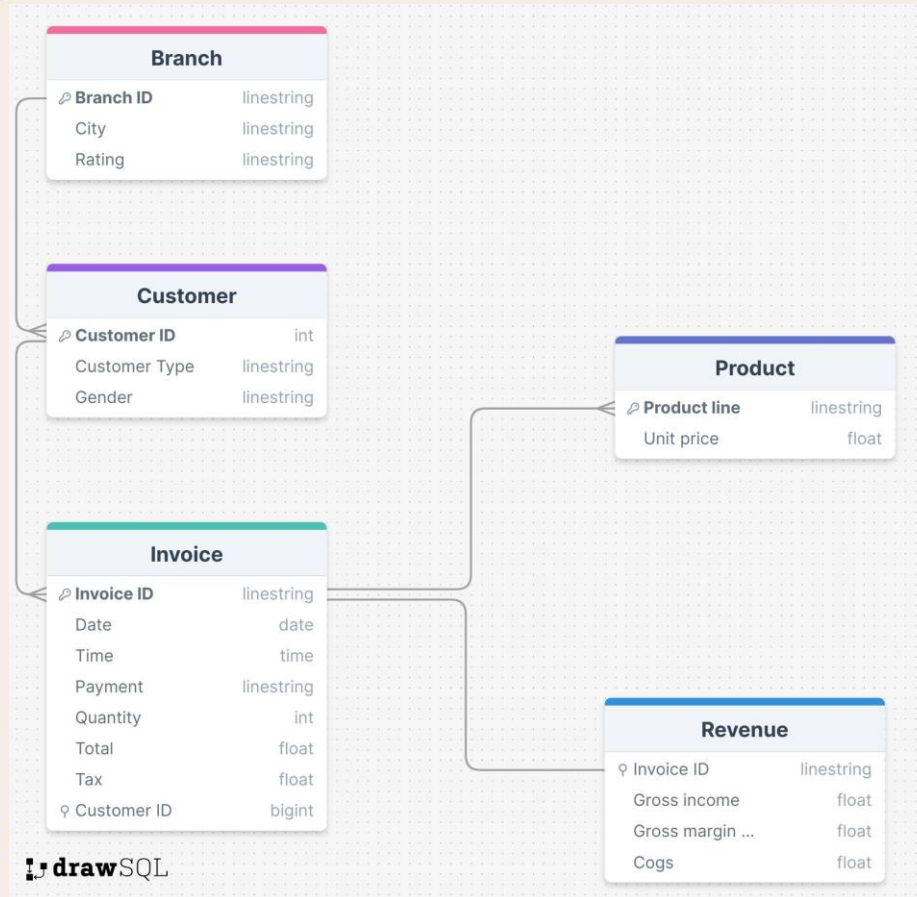 Branch
Branch ID linestring
City linestring
Rating linestring
Customer
Customer ID int
Customer Type linestring
Gender linestring
Product
Product line linestring
Unit price float
Invoice
Invoice ID linestring
Date date
Time time
Payment linestring
Quantity int
Total float
Tax float
Customer ID bigint
Revenue
Invoice ID linestring
Gross income float
Gross margin ... float
Cogs float
drawSQL